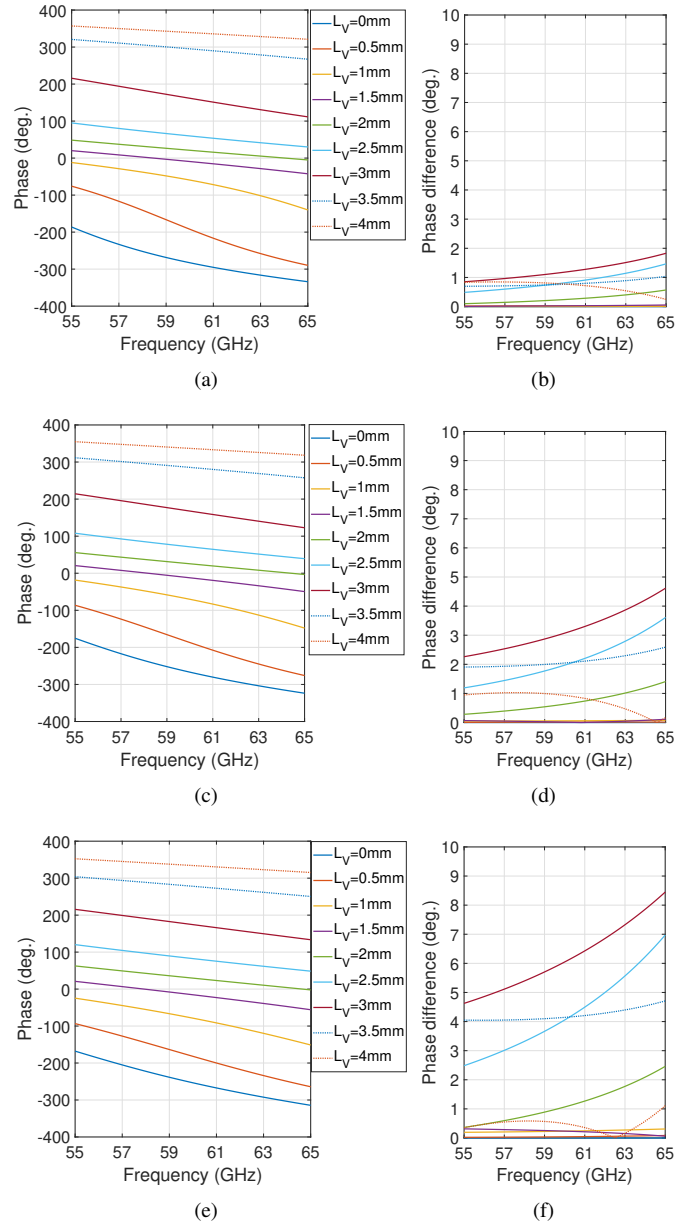 400
300
200
100
0
-100
-200
-300
-400
Phase (deg.)
55 57 59 61 63 65
Frequency (GHz)
L_V=0mm
L_V=0.5mm
L_V=1mm
L_V=1.5mm
L_V=2mm
L_V=2.5mm
L_V=3mm
L_V=3.5mm
L_V=4mm
(a)
10
9
8
7
6
5
4
3
2
1
0
Phase difference (deg.)
55 57 59 61 63 65
Frequency (GHz)
(b)
400
300
200
100
0
-100
-200
-300
-400
Phase (deg.)
55 57 59 61 63 65
Frequency (GHz)
L_V=0mm
L_V=0.5mm
L_V=1mm
L_V=1.5mm
L_V=2mm
L_V=2.5mm
L_V=3mm
L_V=3.5mm
L_V=4mm
(c)
10
9
8
7
6
5
4
3
2
1
0
Phase difference (deg.)
55 57 59 61 63 65
Frequency (GHz)
(d)
400
300
200
100
0
-100
-200
-300
-400
Phase (deg.)
55 57 59 61 63 65
Frequency (GHz)
L_V=0mm
L_V=0.5mm
L_V=1mm
L_V=1.5mm
L_V=2mm
L_V=2.5mm
L_V=3mm
L_V=3.5mm
L_V=4mm
(e)
10
9
8
7
6
5
4
3
2
1
0
Phase difference (deg.)
55 57 59 61 63 65
Frequency (GHz)
(f)